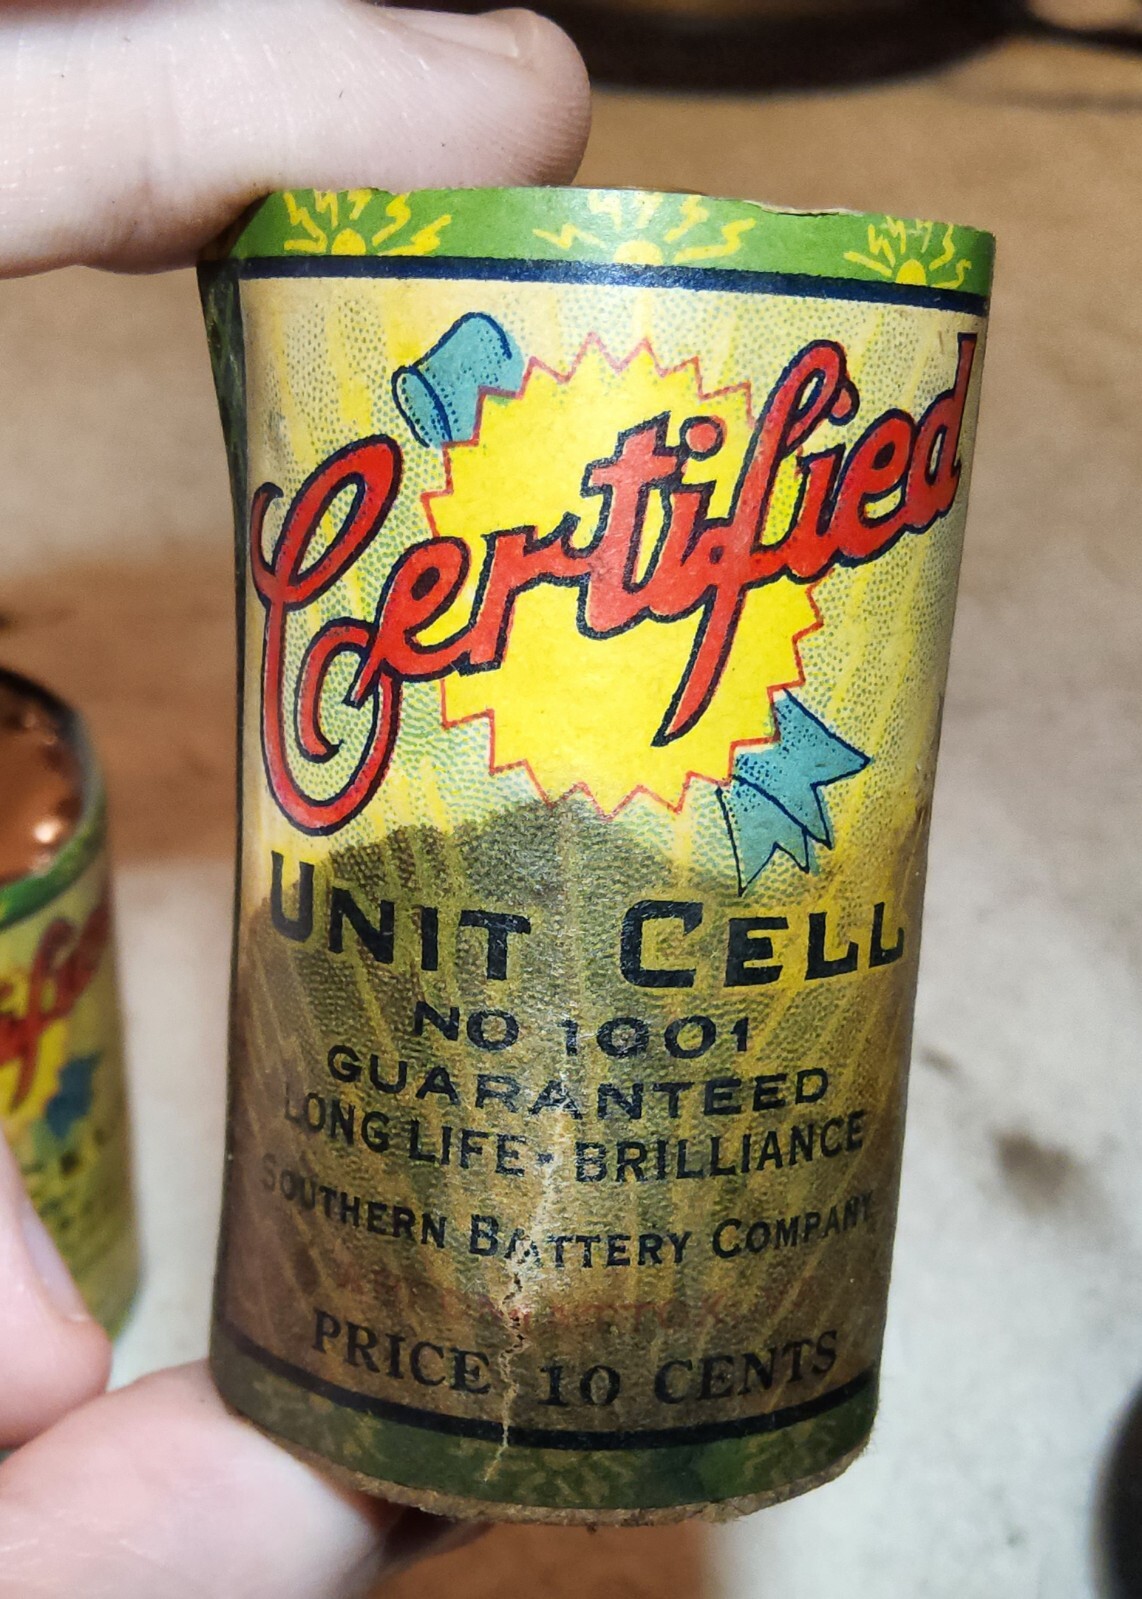 Certified
UNIT CELL
NO 1001
GUARANTEED
LONG LIFE - BRILLIANCE
SOUTHERN BATTERY COMPANY
PRICE 10 CENTS